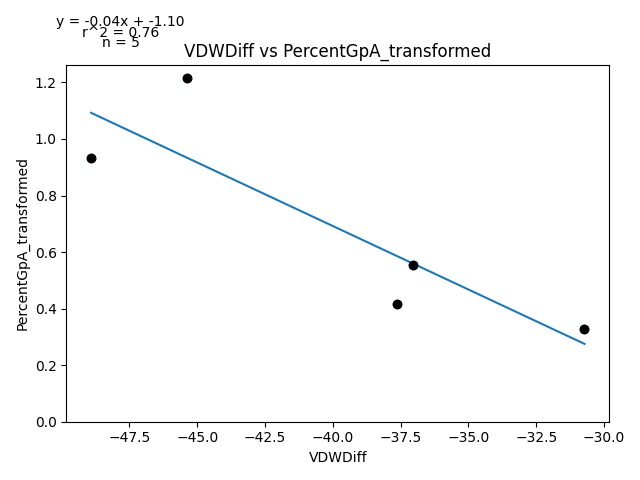 y = -0.04x + -1.10
r^2 = 0.76
n = 5
VDWDiff vs PercentGpA_transformed
PercentGpA_transformed
1.2
1.0
0.8
0.6
0.4
0.2
0.0
−47.5 −45.0 −42.5 −40.0 −37.5 −35.0 −32.5 −30.0
VDWDiff